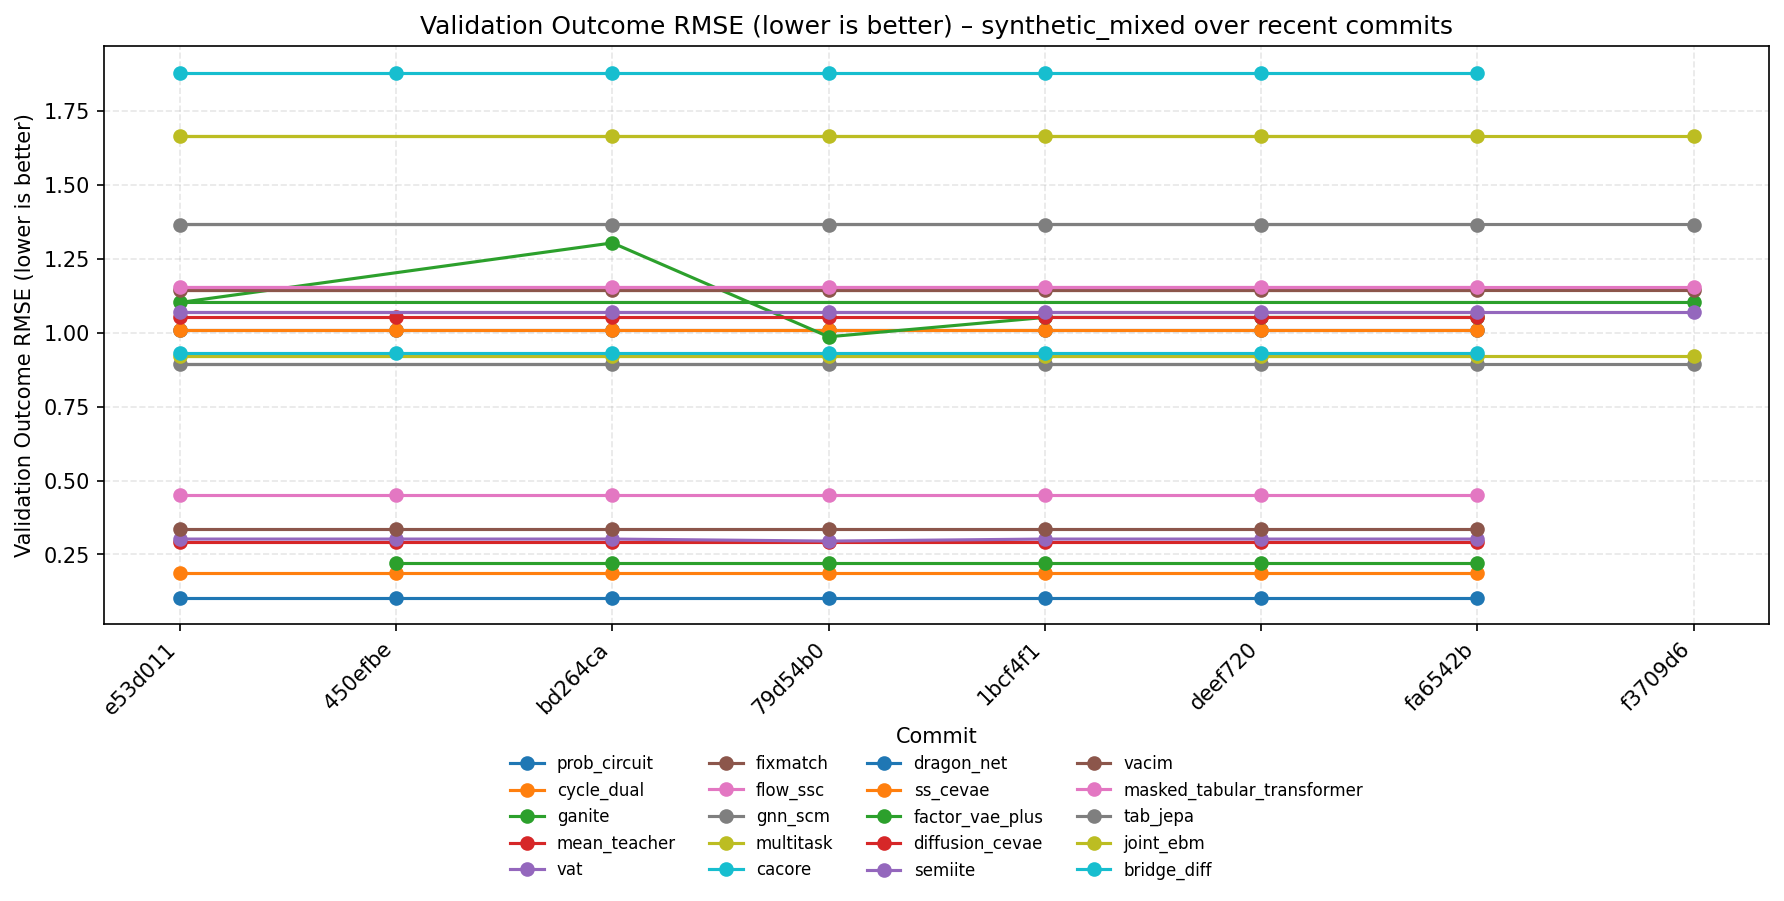 Validation Outcome RMSE (lower is better) – synthetic_mixed over recent commits
Validation Outcome RMSE (lower is better)
1.75
1.50
1.25
1.00
0.75
0.50
0.25
e53d011
450efbe
bd264ca
79d54b0
1bcf4f1
deef720
fa6542b
f3709d6
Commit
prob_circuit
cycle_dual
ganite
mean_teacher
vat
fixmatch
flow_ssc
gnn_scm
multitask
cacore
dragon_net
ss_cevae
factor_vae_plus
diffusion_cevae
semiite
vacim
masked_tabular_transformer
tab_jepa
joint_ebm
bridge_diff